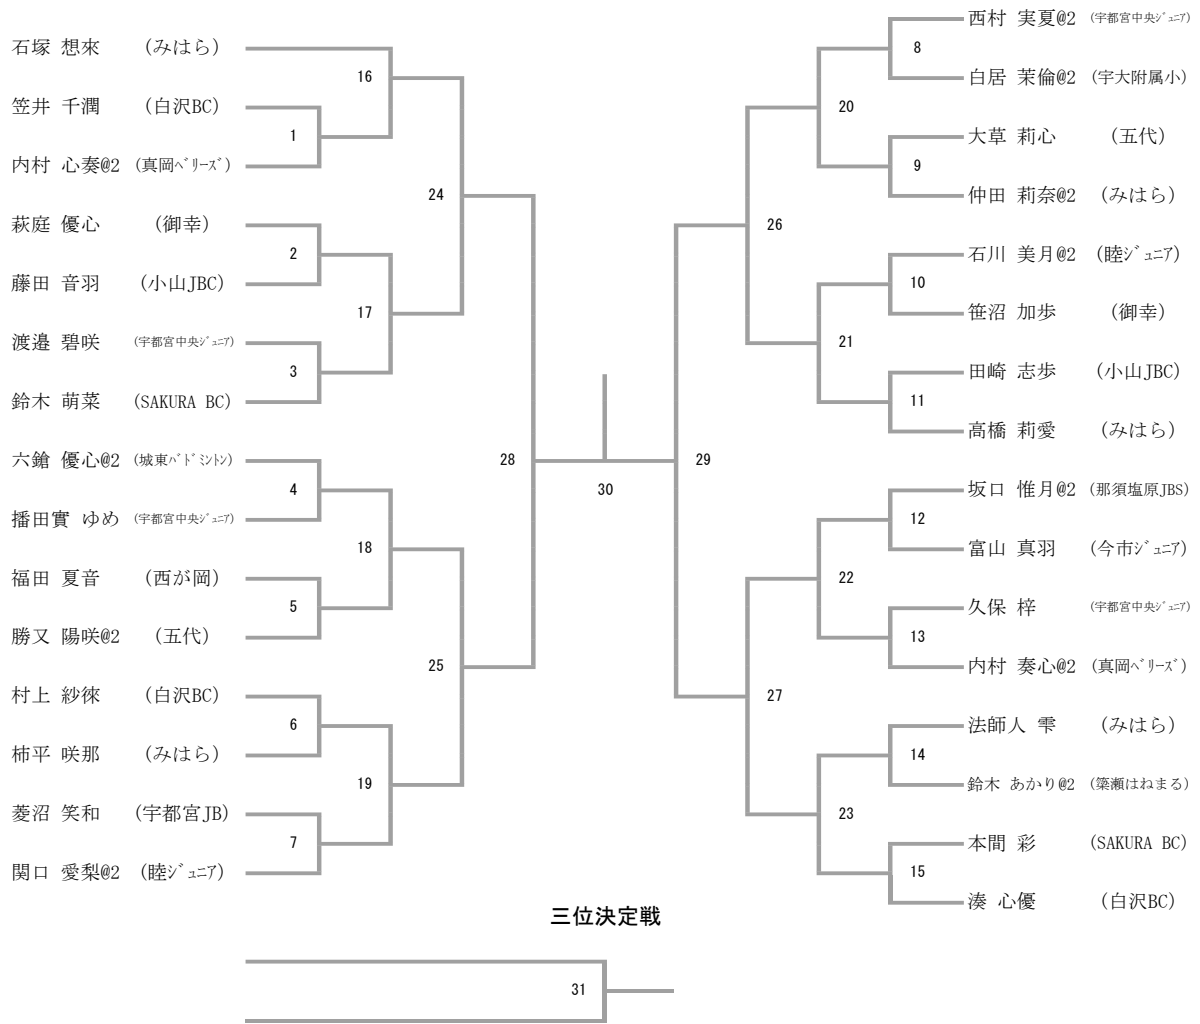 石塚 想來 (みはら)
16
笠井 千潤 (白沢BC)
1
内村 心奏@2 (真岡ﾍﾞﾘｰｽﾞ)
24
萩庭 優心 (御幸)
2
藤田 音羽 (小山JBC)
17
渡邉 碧咲 (宇都宮中央ｼﾞｭﾆｱ)
3
鈴木 萌菜 (SAKURA BC)
28
六鎗 優心@2 (城東ﾊﾞﾄﾞﾐﾝﾄﾝ)
4
播田實 ゆめ (宇都宮中央ｼﾞｭﾆｱ)
18
福田 夏音 (西が岡)
5
勝又 陽咲@2 (五代)
25
村上 紗徠 (白沢BC)
6
柿平 咲那 (みはら)
19
菱沼 笑和 (宇都宮JB)
7
関口 愛梨@2 (睦ｼﾞｭﾆｱ)
30
西村 実夏@2 (宇都宮中央ｼﾞｭﾆｱ)
8
白居 茉倫@2 (宇大附属小)
20
大草 莉心 (五代)
9
仲田 莉奈@2 (みはら)
26
石川 美月@2 (睦ｼﾞｭﾆｱ)
10
笹沼 加歩 (御幸)
21
田崎 志歩 (小山JBC)
11
高橋 莉愛 (みはら)
29
坂口 惟月@2 (那須塩原JBS)
12
富山 真羽 (今市ｼﾞｭﾆｱ)
22
久保 梓 (宇都宮中央ｼﾞｭﾆｱ)
13
内村 奏心@2 (真岡ﾍﾞﾘｰｽﾞ)
27
法師人 雫 (みはら)
14
鈴木 あかり@2 (簗瀬はねまる)
23
本間 彩 (SAKURA BC)
15
湊 心優 (白沢BC)
三位決定戦
31